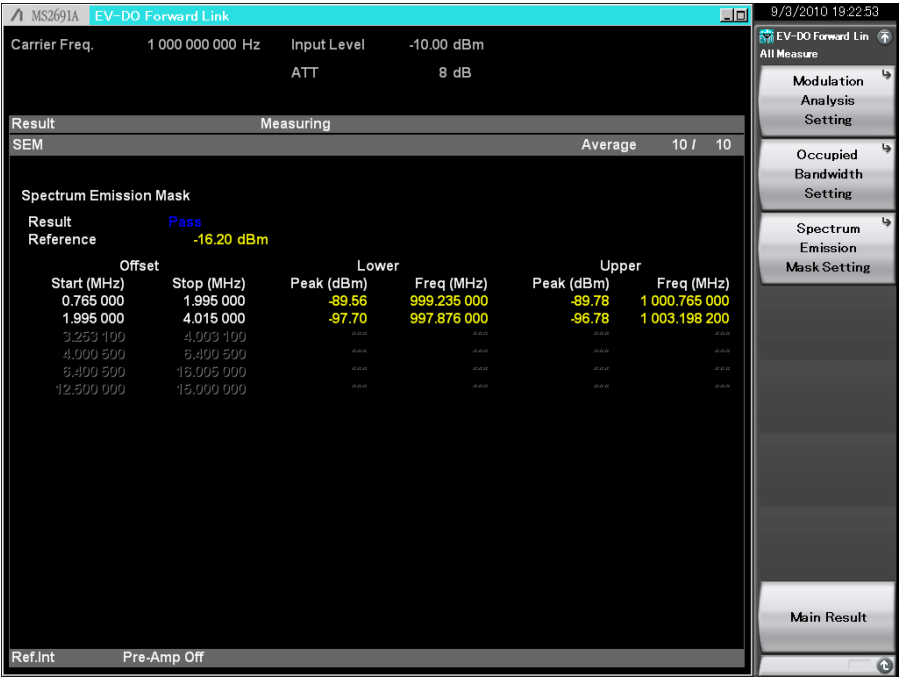 MS2691A EV-DO Forward Link
Carrier Freq. 1 000 000 000 Hz Input Level -10.00 dBm
ATT 8 dB
Result Measuring
SEM Average 10 / 10
Spectrum Emission Mask
Result Pass
Reference -16.20 dBm
Offset Lower Upper
Start (MHz) Stop (MHz) Peak (dBm) Freq (MHz) Peak (dBm) Freq (MHz)
0.765 000 1.995 000 -89.56 999.235 000 -89.78 1 000.765 000
1.995 000 4.015 000 -97.70 997.876 000 -96.78 1 003.198 200
3.253 100 4.003 100 *** *** *** ***
4.000 500 6.400 500 *** *** *** ***
6.400 500 16.005 000 *** *** *** ***
12.500 000 15.000 000 *** *** *** ***
Ref.Int Pre-Amp Off
9/3/2010 19:22:53
EV-DO Forward Lin
All Measure
Modulation
Analysis
Setting
Occupied
Bandwidth
Setting
Spectrum
Emission
Mask Setting
Main Result